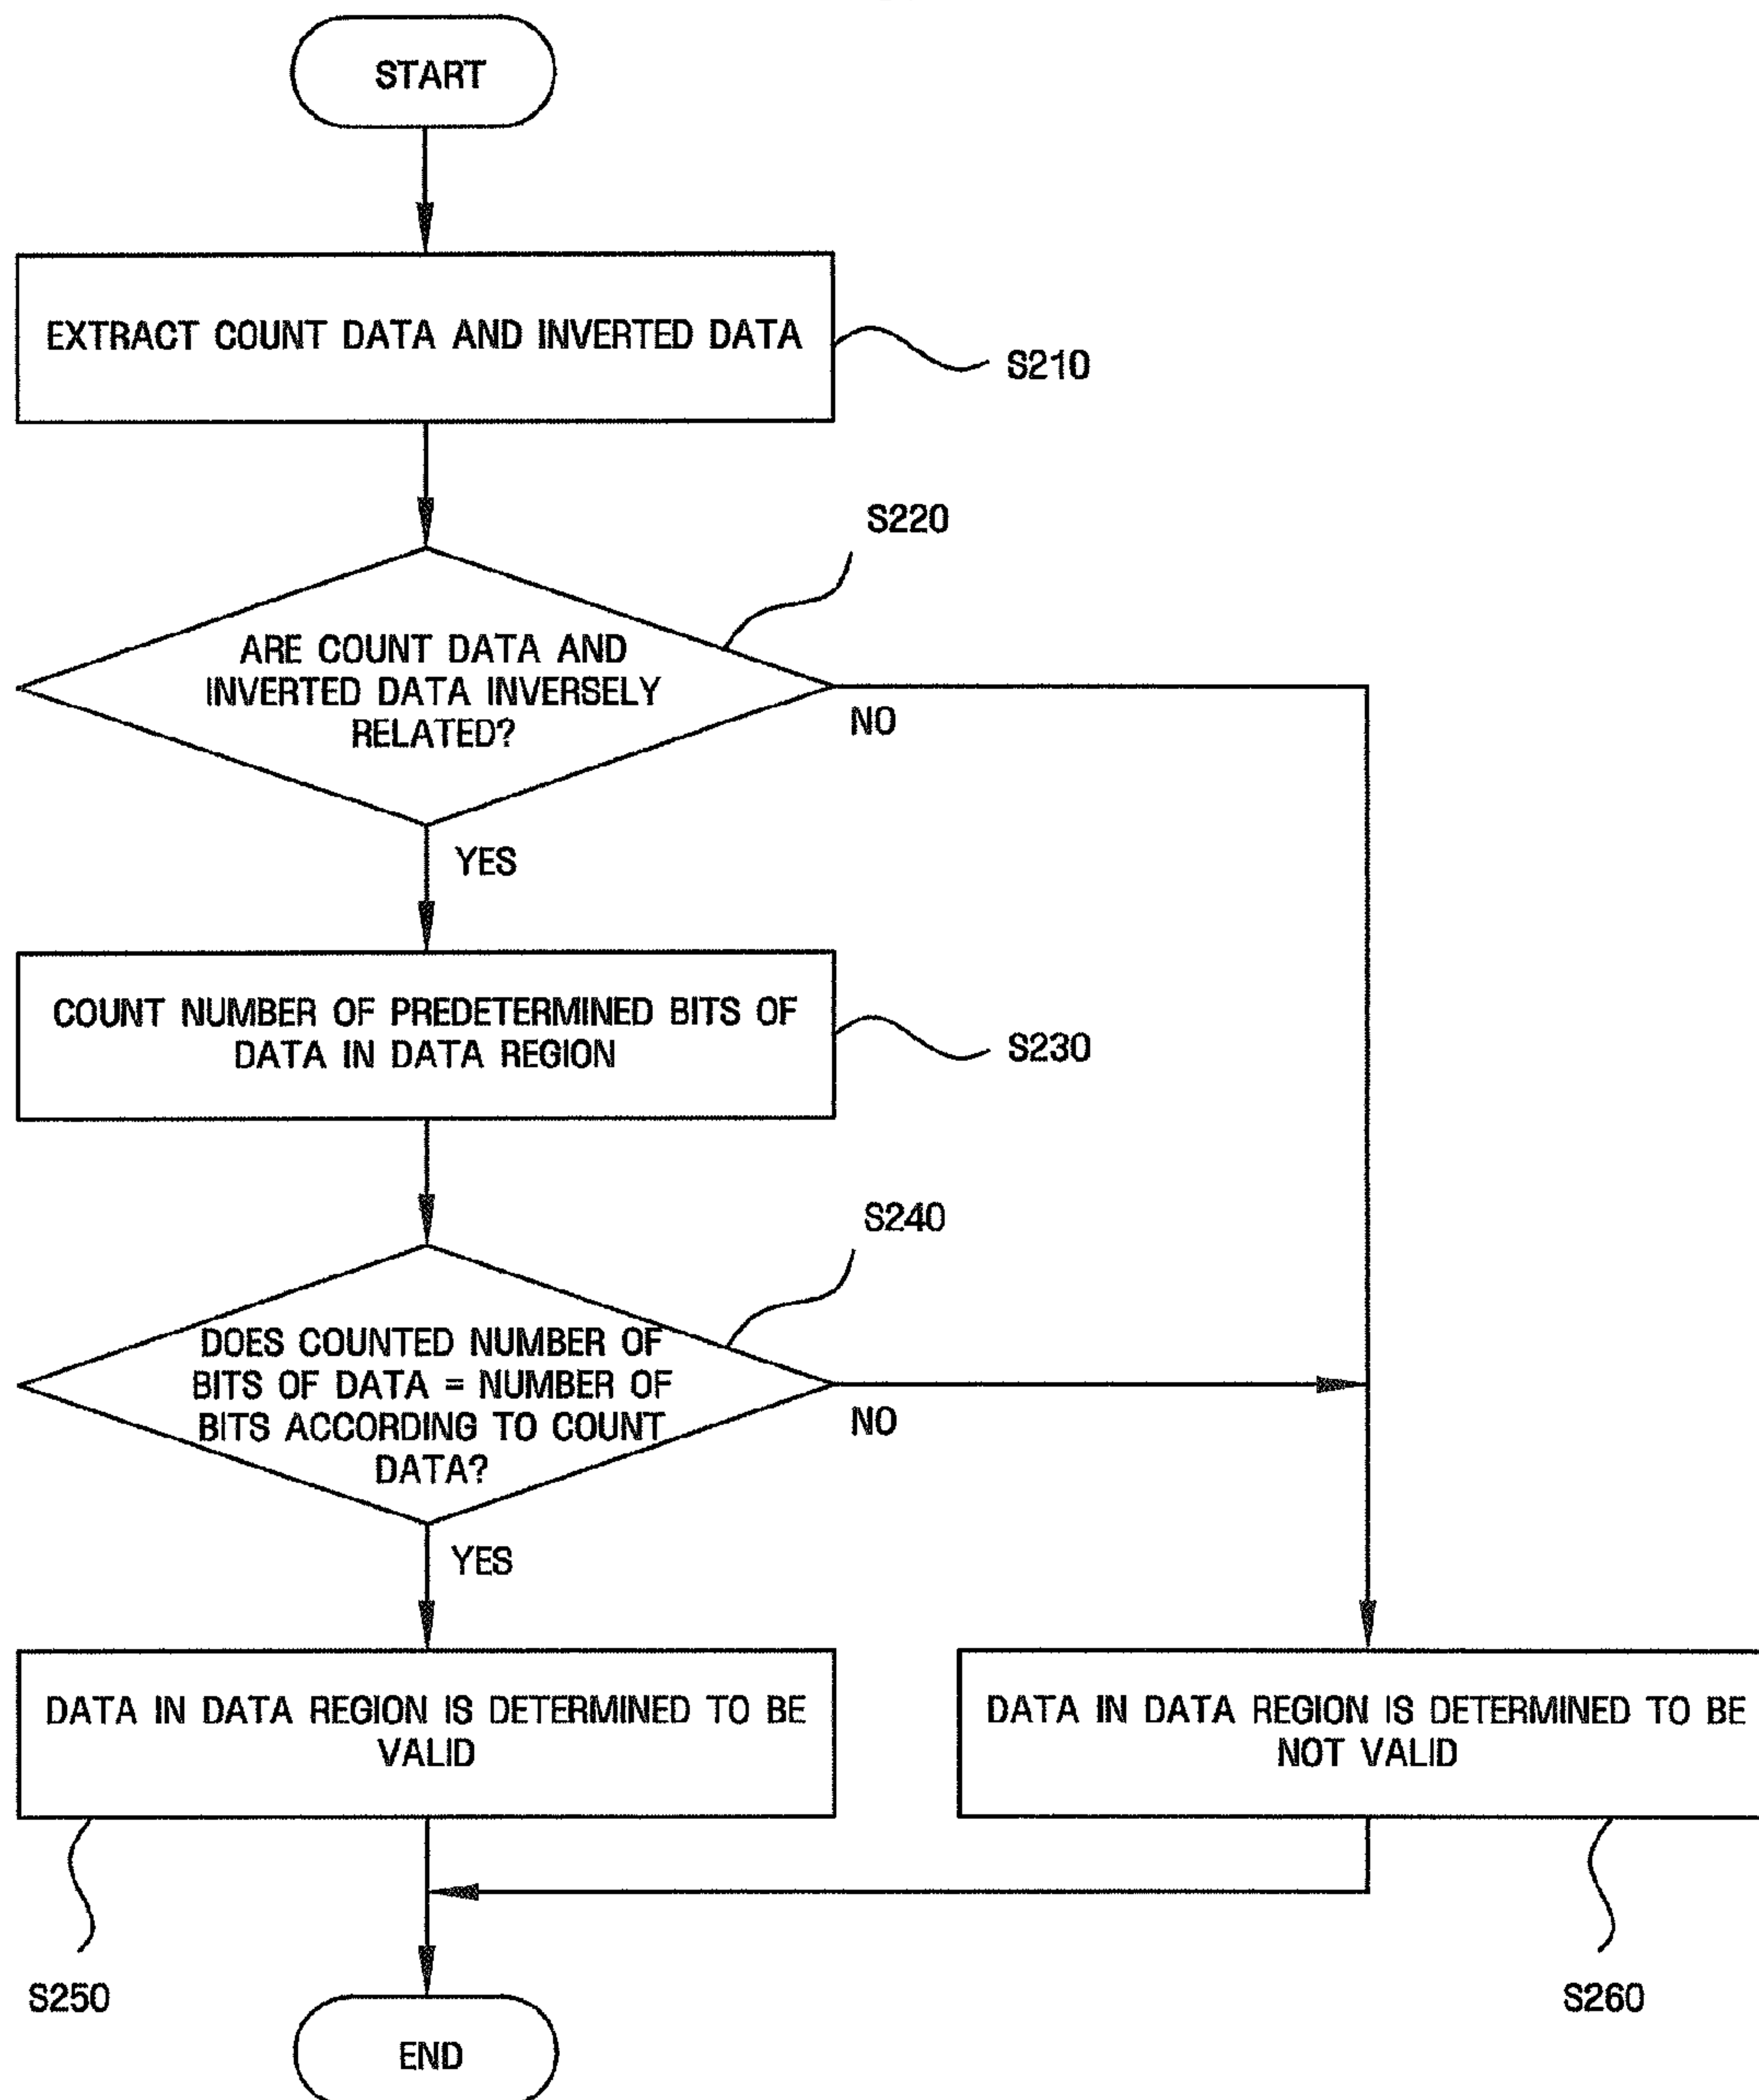 START
EXTRACT COUNT DATA AND INVERTED DATA
S210
S220
ARE COUNT DATA AND
INVERTED DATA INVERSELY
RELATED?
NO
YES
COUNT NUMBER OF PREDETERMINED BITS OF
DATA IN DATA REGION
S230
S240
DOES COUNTED NUMBER OF
BITS OF DATA = NUMBER OF
BITS ACCORDING TO COUNT
DATA?
NO
YES
DATA IN DATA REGION IS DETERMINED TO BE
VALID
DATA IN DATA REGION IS DETERMINED TO BE
NOT VALID
S250
S260
END